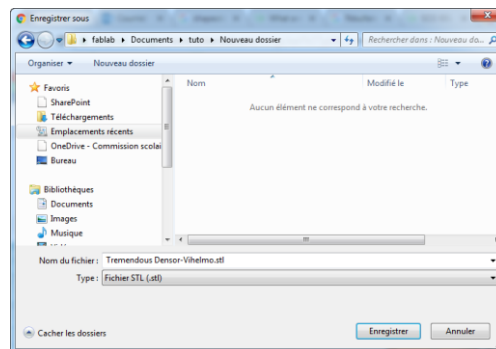 Enregistrer sous
fablab ▸ Documents ▸ tuto ▸ Nouveau dossier
Rechercher dans : Nouveau do...
Organiser
Nouveau dossier
Nom
Modifié le
Type
Favoris
SharePoint
Téléchargements
Emplacements récents
OneDrive - Commission scolai
Bureau
Aucun élément ne correspond à votre recherche.
Bibliothèques
Documents
Images
Musique
Nom du fichier : Tremendous Densor-Vihelmo.stl
Type : Fichier STL (.stl)
Cacher les dossiers
Enregistrer
Annuler